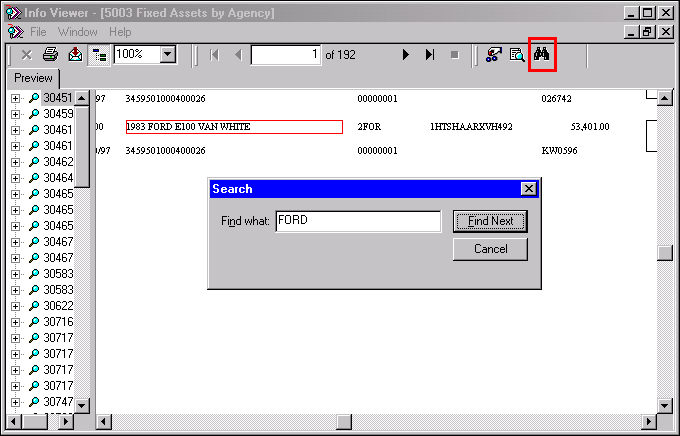 Info Viewer - [5003 Fixed Assets by Agency]
File Window Help
100% 1 of 192
Preview
30451
30459
30461
30461
30462
30464
30465
30465
30465
30467
30467
30583
30583
30622
30716
30717
30717
30717
30717
30747
/97 3459501000400026 00000001 026742
00 1983 FORD E100 VAN WHITE 2FOR 1HTSHAARXVH492 53,401.00
0/97 3459501000400026 00000001 KW0596
Search
Find what: FORD Find Next
Cancel